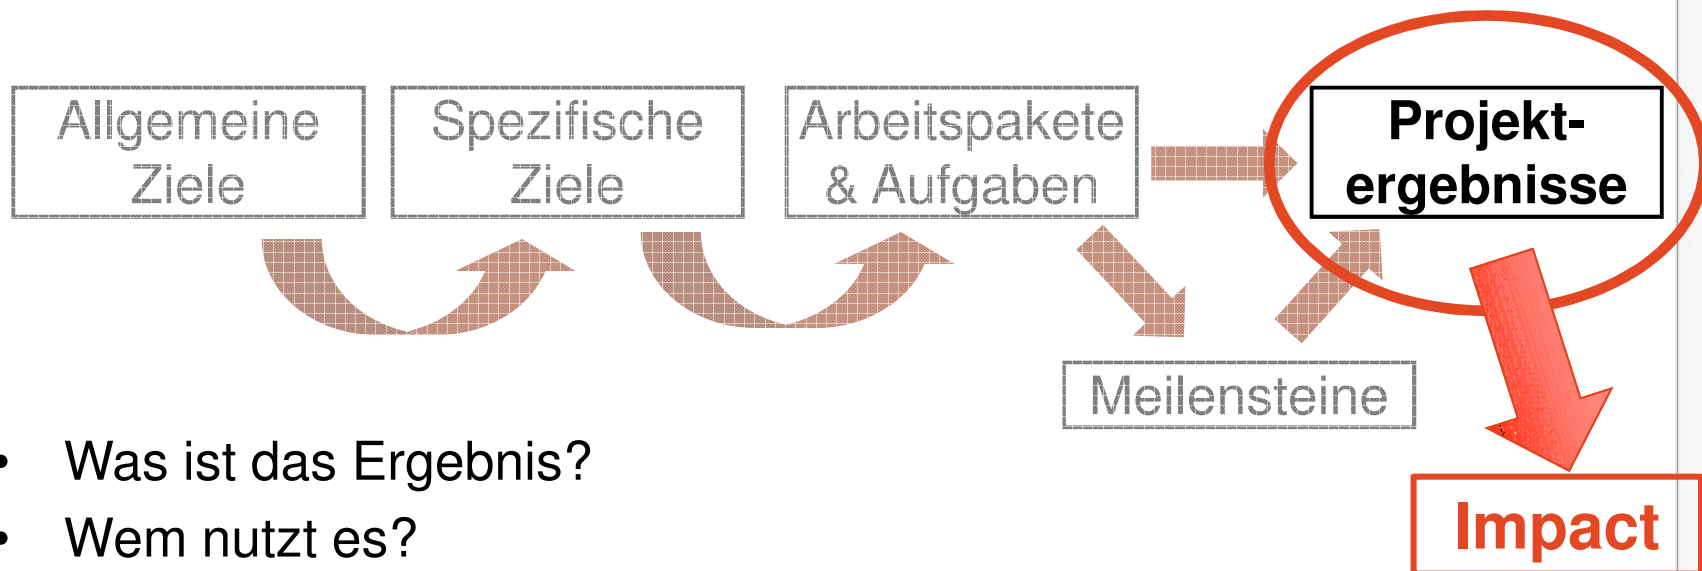 Allgemeine
Ziele
Spezifische
Ziele
Arbeitspakete
& Aufgaben
Projekt-
ergebnisse
Meilensteine
• Was ist das Ergebnis?
• Wem nutzt es?
Impact